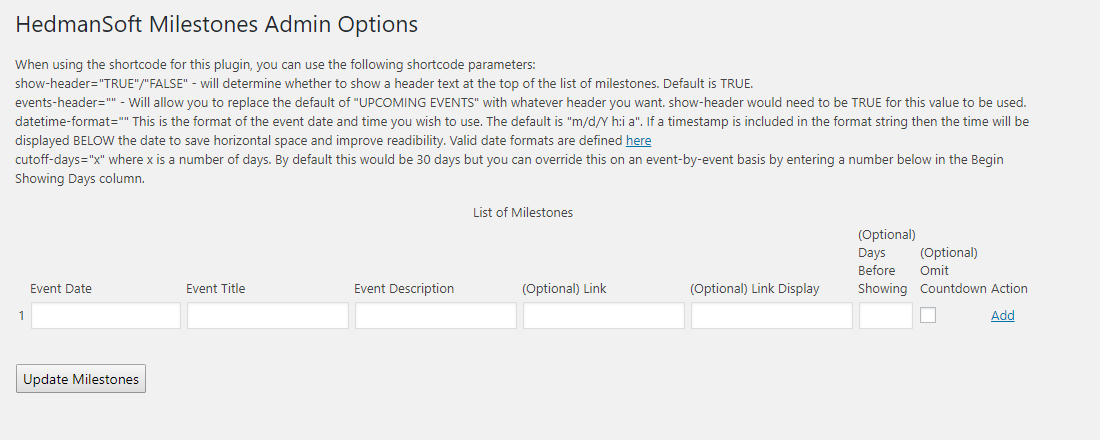 HedmanSoft Milestones Admin Options
When using the shortcode for this plugin, you can use the following shortcode parameters:
show-header="TRUE"/"FALSE" - will determine whether to show a header text at the top of the list of milestones. Default is TRUE.
events-header="" - Will allow you to replace the default of "UPCOMING EVENTS" with whatever header you want. show-header would need to be TRUE for this value to be used.
datetime-format="" This is the format of the event date and time you wish to use. The default is "m/d/Y h:i a". If a timestamp is included in the format string then the time will be
displayed BELOW the date to save horizontal space and improve readibility. Valid date formats are defined here
cutoff-days="x" where x is a number of days. By default this would be 30 days but you can override this on an event-by-event basis by entering a number below in the Begin
Showing Days column.
List of Milestones
(Optional)
Days (Optional)
Before Omit
Event Date Event Title Event Description (Optional) Link (Optional) Link Display Showing Countdown Action
1 Add
Update Milestones